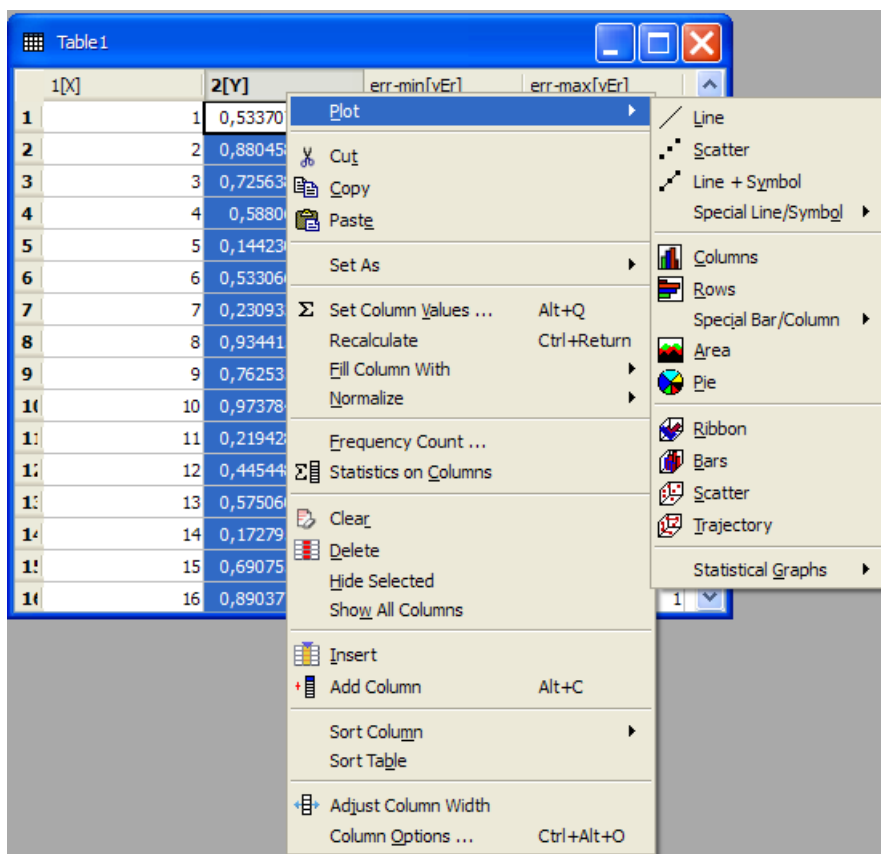 Table1
1[X] 2[Y] err-min[yEr] err-max[yEr]
1 1 0,53370
2 2 0,88045
3 3 0,72563
4 4 0,5880
5 5 0,14423
6 6 0,53306
7 7 0,23093
8 8 0,93441
9 9 0,76253
10 0,97378
11 0,21942
12 0,44544
13 0,57506
14 0,17279
15 0,69075
16 0,89037 1
Plot
Cut
Copy
Paste
Set As
Set Column Values ... Alt+Q
Recalculate Ctrl+Return
Fill Column With
Normalize
Frequency Count ...
Statistics on Columns
Clear
Delete
Hide Selected
Show All Columns
Insert
Add Column Alt+C
Sort Column
Sort Table
Adjust Column Width
Column Options ... Ctrl+Alt+O
Line
Scatter
Line + Symbol
Special Line/Symbol
Columns
Rows
Special Bar/Column
Area
Pie
Ribbon
Bars
Scatter
Trajectory
Statistical Graphs